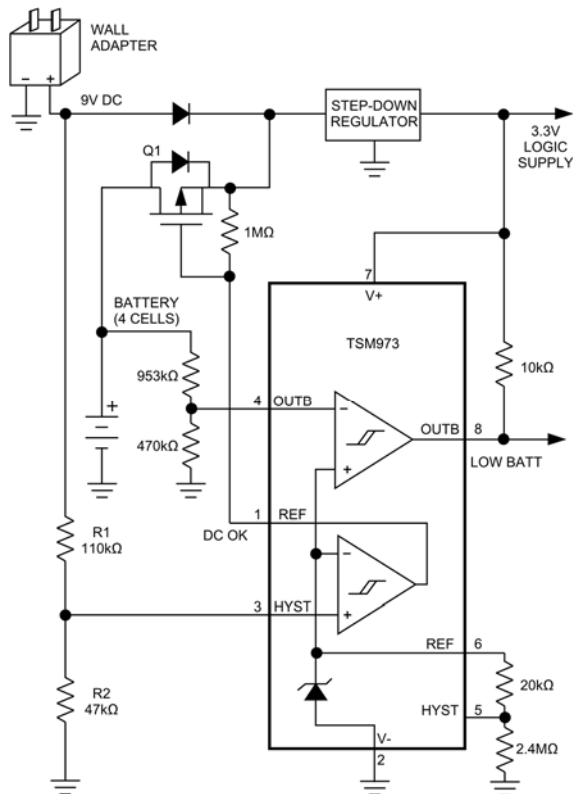 WALL
ADAPTER
–
+
9V DC
STEP-DOWN
REGULATOR
3.3V
LOGIC
SUPPLY
Q1
1MΩ
7
V+
BATTERY
(4 CELLS)
TSM973
10kΩ
953kΩ
+
4
OUTB
–
OUTB
8
470kΩ
LOW BATT
+
1
REF
DC OK
–
R1
110kΩ
3
HYST
+
REF
6
20kΩ
R2
47kΩ
HYST
5
V-
2
2.4MΩ